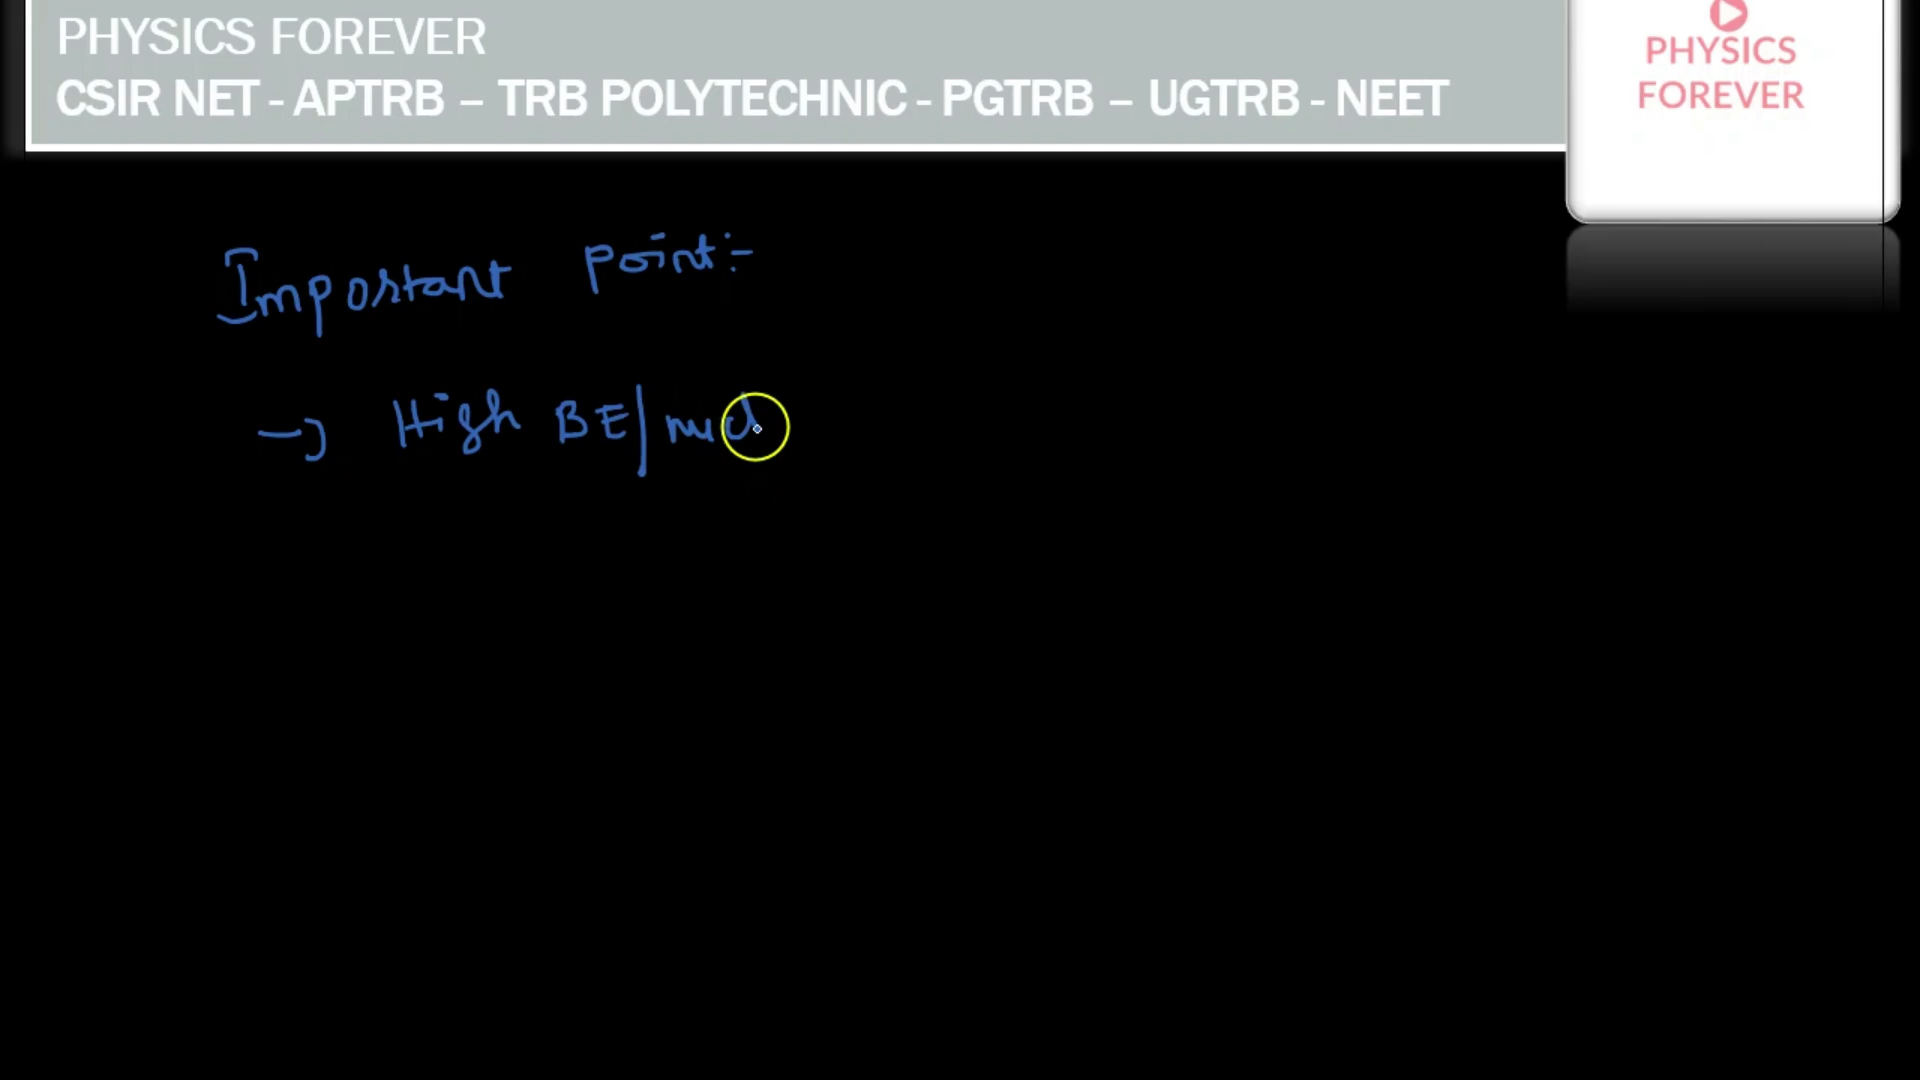 PHYSICS FOREVER
CSIR NET - APTRB – TRB POLYTECHNIC - PGTRB – UGTRB - NEET
PHYSICS
FOREVER
Important point:-
→ High BE/nucl